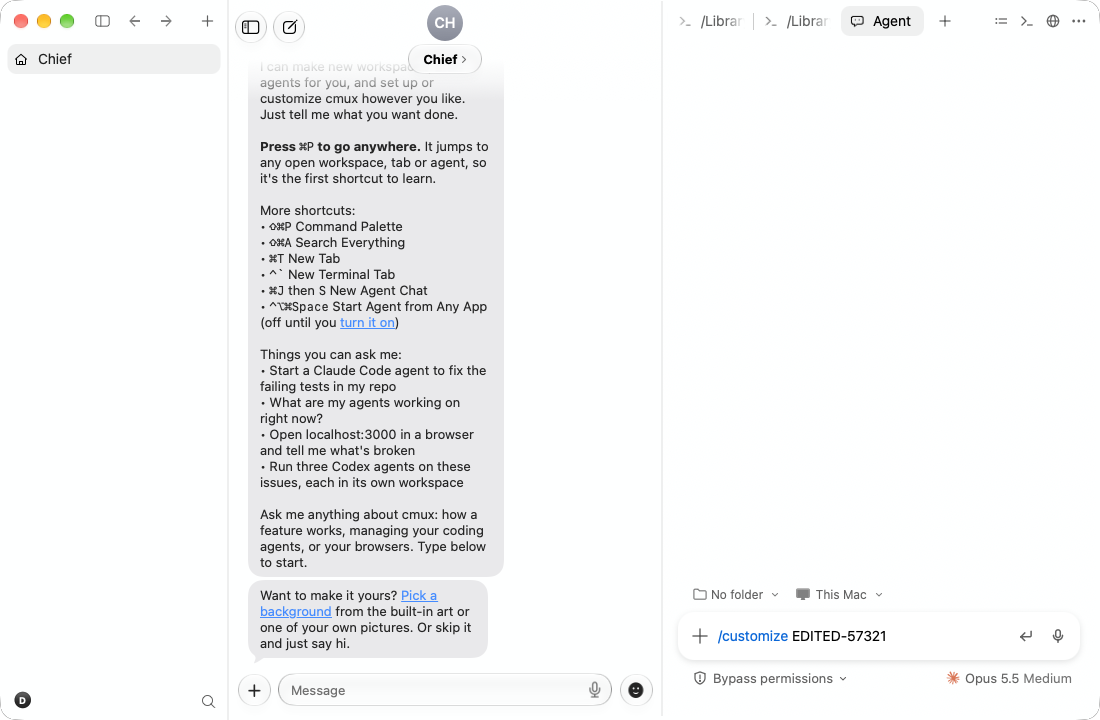 Chief
D
CH
Chief
I can make new workspac
agents for you, and set up or
customize cmux however you like.
Just tell me what you want done.
Press ⌘P to go anywhere. It jumps to
any open workspace, tab or agent, so
it's the first shortcut to learn.
More shortcuts:
• ⇧⌘P Command Palette
• ⇧⌘A Search Everything
• ⌘T New Tab
• ^` New Terminal Tab
• ⌘J then S New Agent Chat
• ^⌥⌘Space Start Agent from Any App
(off until you turn it on)
Things you can ask me:
• Start a Claude Code agent to fix the
failing tests in my repo
• What are my agents working on
right now?
• Open localhost:3000 in a browser
and tell me what's broken
• Run three Codex agents on these
issues, each in its own workspace
Ask me anything about cmux: how a
feature works, managing your coding
agents, or your browsers. Type below
to start.
Want to make it yours? Pick a
background from the built-in art or
one of your own pictures. Or skip it
and just say hi.
Message
/Librar /Librar Agent
No folder This Mac
/customize EDITED-57321
Bypass permissions Opus 5.5 Medium